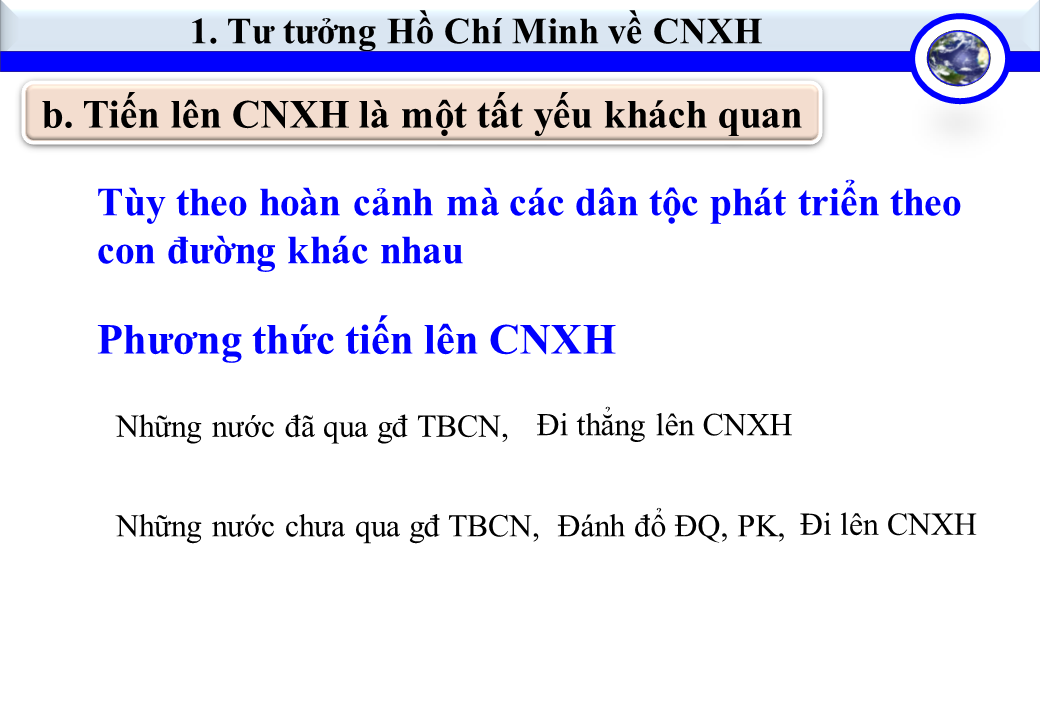 1. Tư tưởng Hồ Chí Minh về CNXH
b. Tiến lên CNXH là một tất yếu khách quan
Tùy theo hoàn cảnh mà các dân tộc phát triển theo
con đường khác nhau
Phương thức tiến lên CNXH
Những nước đã qua gđ TBCN, Đi thẳng lên CNXH
Những nước chưa qua gđ TBCN, Đánh đổ ĐQ, PK, Đi lên CNXH